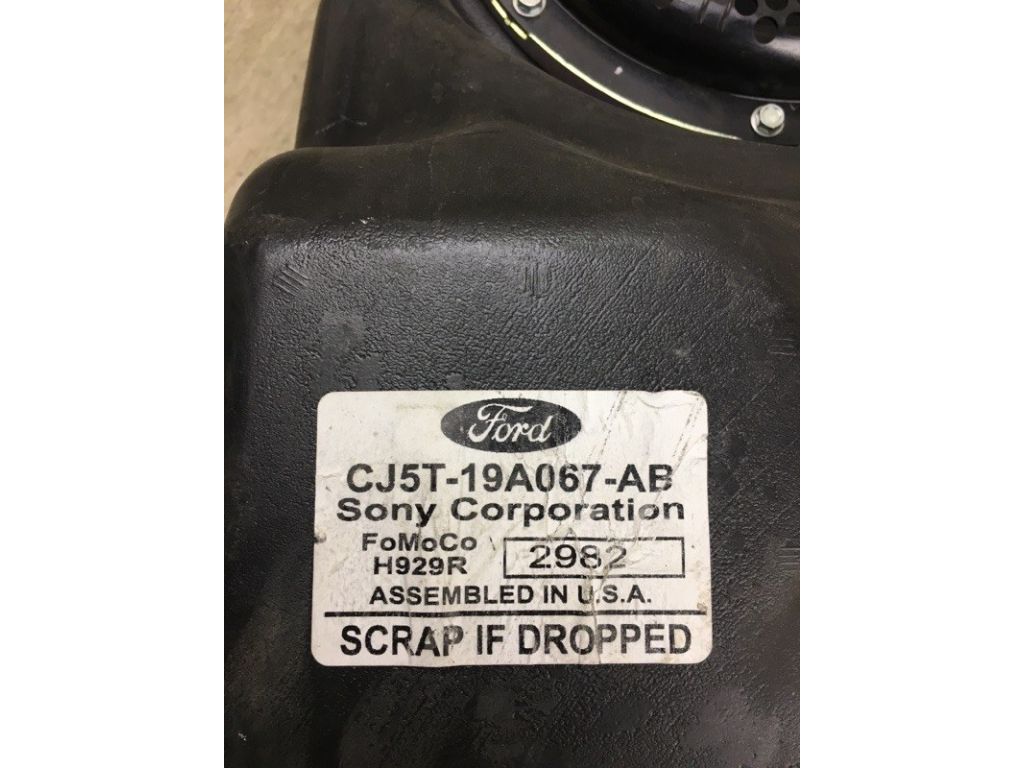 Ford
CJ5T-19A067-AB
Sony Corporation
FoMoCo
H929R
2982
ASSEMBLED IN U.S.A.
SCRAP IF DROPPED